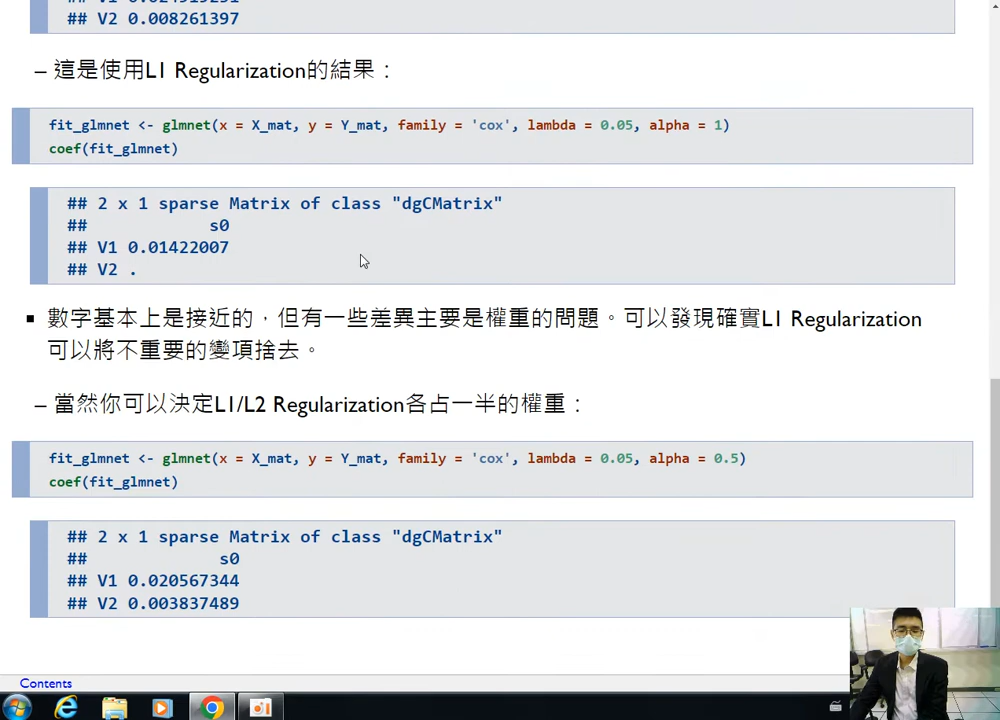 ## V2 0.008261397
– 這是使用L1 Regularization的結果：
fit_glmnet <- glmnet(x = X_mat, y = Y_mat, family = 'cox', lambda = 0.05, alpha = 1)
coef(fit_glmnet)
## 2 x 1 sparse Matrix of class "dgCMatrix"
## s0
## V1 0.01422007
## V2 .
▪ 數字基本上是接近的，但有一些差異主要是權重的問題。可以發現確實L1 Regularization
可以將不重要的變項捨去。
– 當然你可以決定L1/L2 Regularization各占一半的權重：
fit_glmnet <- glmnet(x = X_mat, y = Y_mat, family = 'cox', lambda = 0.05, alpha = 0.5)
coef(fit_glmnet)
## 2 x 1 sparse Matrix of class "dgCMatrix"
## s0
## V1 0.020567344
## V2 0.003837489
Contents